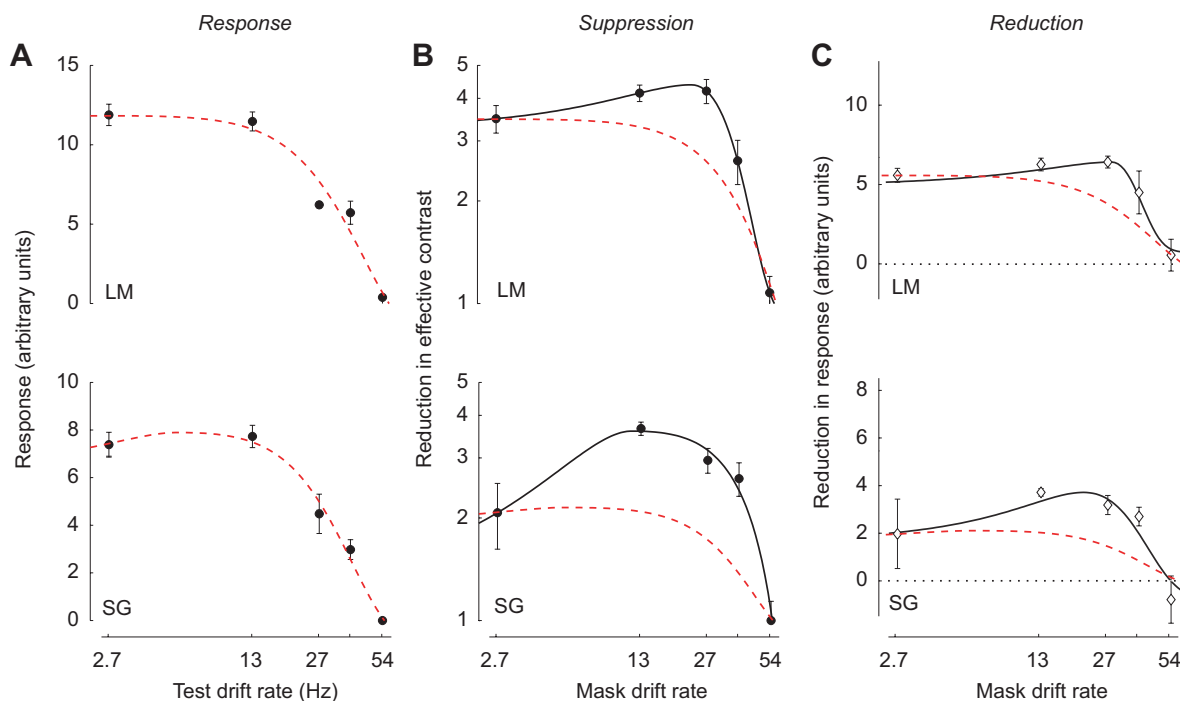 Response
Suppression
Reduction
A
B
C
Response (arbitrary units)
15
10
5
0
LM
10
8
6
4
2
0
SG
2.7
13
27
54
Test drift rate (Hz)
Reduction in effective contrast
5
4
3
2
1
LM
5
4
3
2
1
SG
2.7
13
27
54
Mask drift rate
Reduction in response (arbitrary units)
10
5
0
LM
8
4
2
0
SG
2.7
13
27
54
Mask drift rate